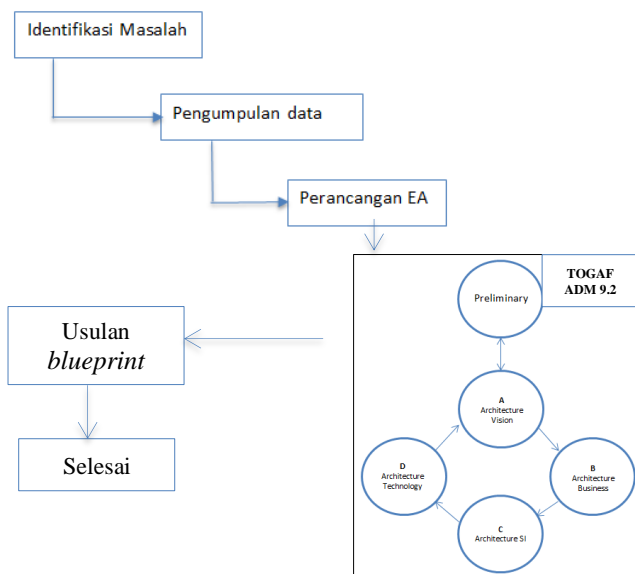 Identifikasi Masalah
Pengumpulan data
Perancangan EA
TOGAF
ADM 9.2
Preliminary
Usulan
blueprint
A
Architecture
Vision
Selesai
D
Architecture
Technology
B
Architecture
Business
C
Architecture SI